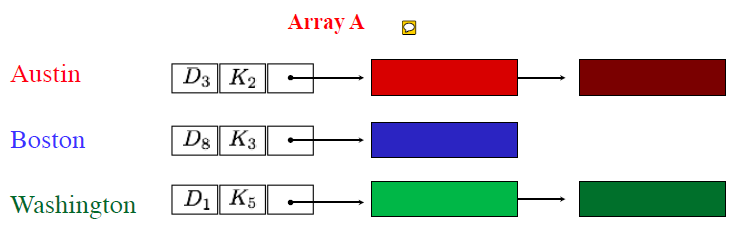 Array A
Austin D₃ K₂
Boston D₈ K₃
Washington D₁ K₅